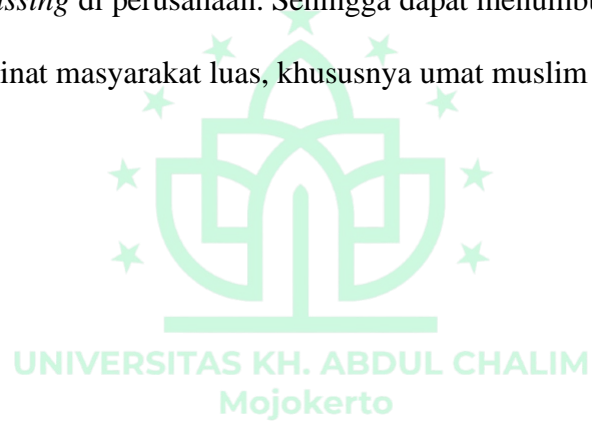 ssing di perusahaan. Sehingga dapat menumbu
inat masyarakat luas, khususnya umat muslim
UNIVERSITAS KH. ABDUL CHALIM
Mojokerto